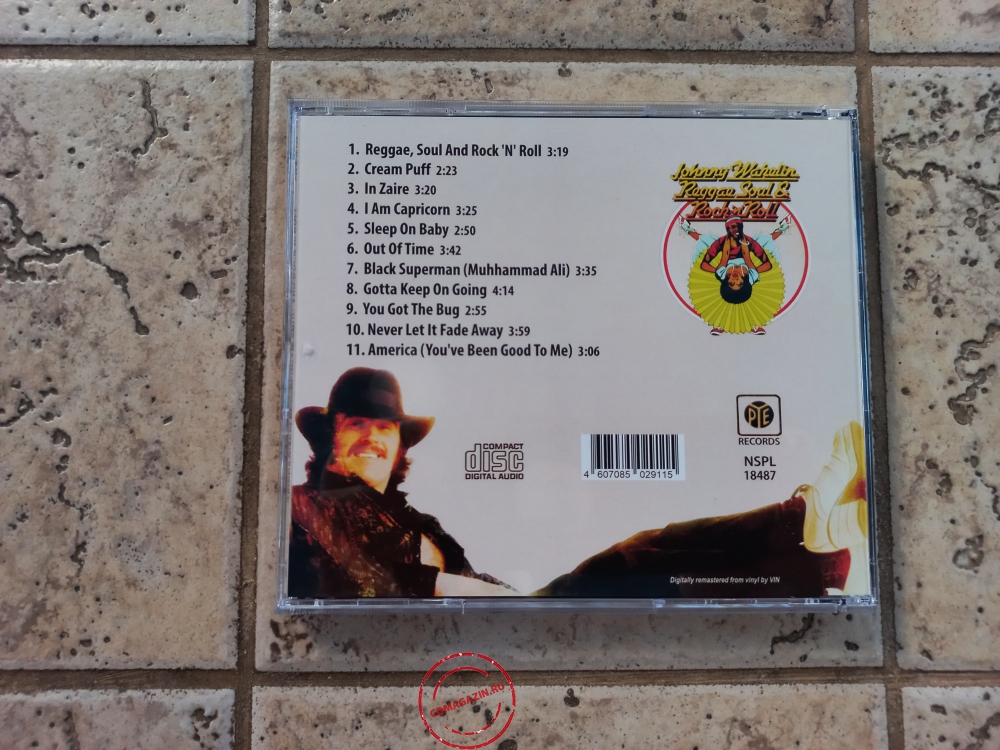 1. Reggae, Soul And Rock 'N' Roll 3:19
2. Cream Puff 2:23
3. In Zaire 3:20
4. I Am Capricorn 3:25
5. Sleep On Baby 2:50
6. Out Of Time 3:42
7. Black Superman (Muhhammad Ali) 3:35
8. Gotta Keep On Going 4:14
9. You Got The Bug 2:55
10. Never Let It Fade Away 3:59
11. America (You've Been Good To Me) 3:06
Johnny Wakelin
Reggae Soul &
Rock'n'Roll
COMPACT
disc
DIGITAL AUDIO
4 607085 029115
PYE
RECORDS
NSPL
18487
Digitally remastered from vinyl by VIN
CDMAGAZIN.RU